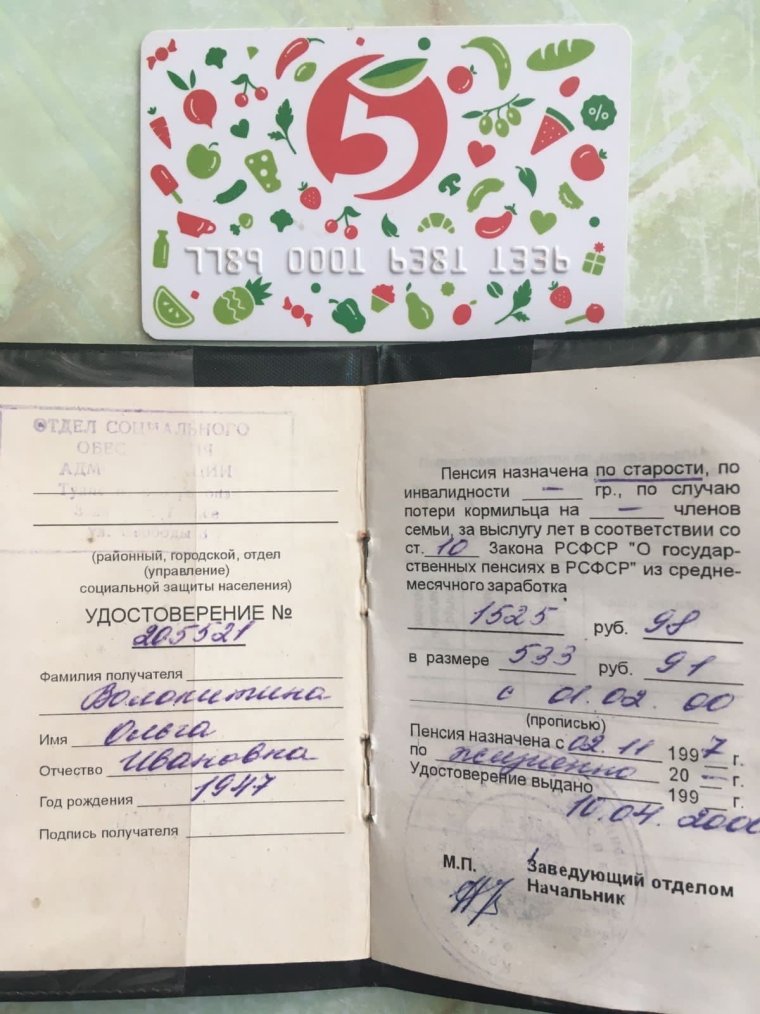 5
%
7789 0001
ОТДЕЛ СОЦИАЛЬНОГО
(районный, городской, отдел
(управление)
социальной защиты населения)
УДОСТОВЕРЕНИЕ №
205521
Фамилия получателя
Волокитина
Имя Ольга
Отчество Ивановна
Год рождения 1947
Подпись получателя
Пенсия назначена по старости, по
инвалидности — гр., по случаю
потери кормильца на — членов
семьи, за выслугу лет в соответствии со
ст. 10 Закона РСФСР "О государ-
ственных пенсиях в РСФСР" из средне-
месячного заработка
1525 руб. 98
в размере 533 руб. 91
с 01.02.00
(прописью)
Пенсия назначена с 02.11 1997 г.
по пожизненно 20 — г.
Удостоверение выдано 199 г.
10.04.2000
М.П. Заведующий отделом
Начальник